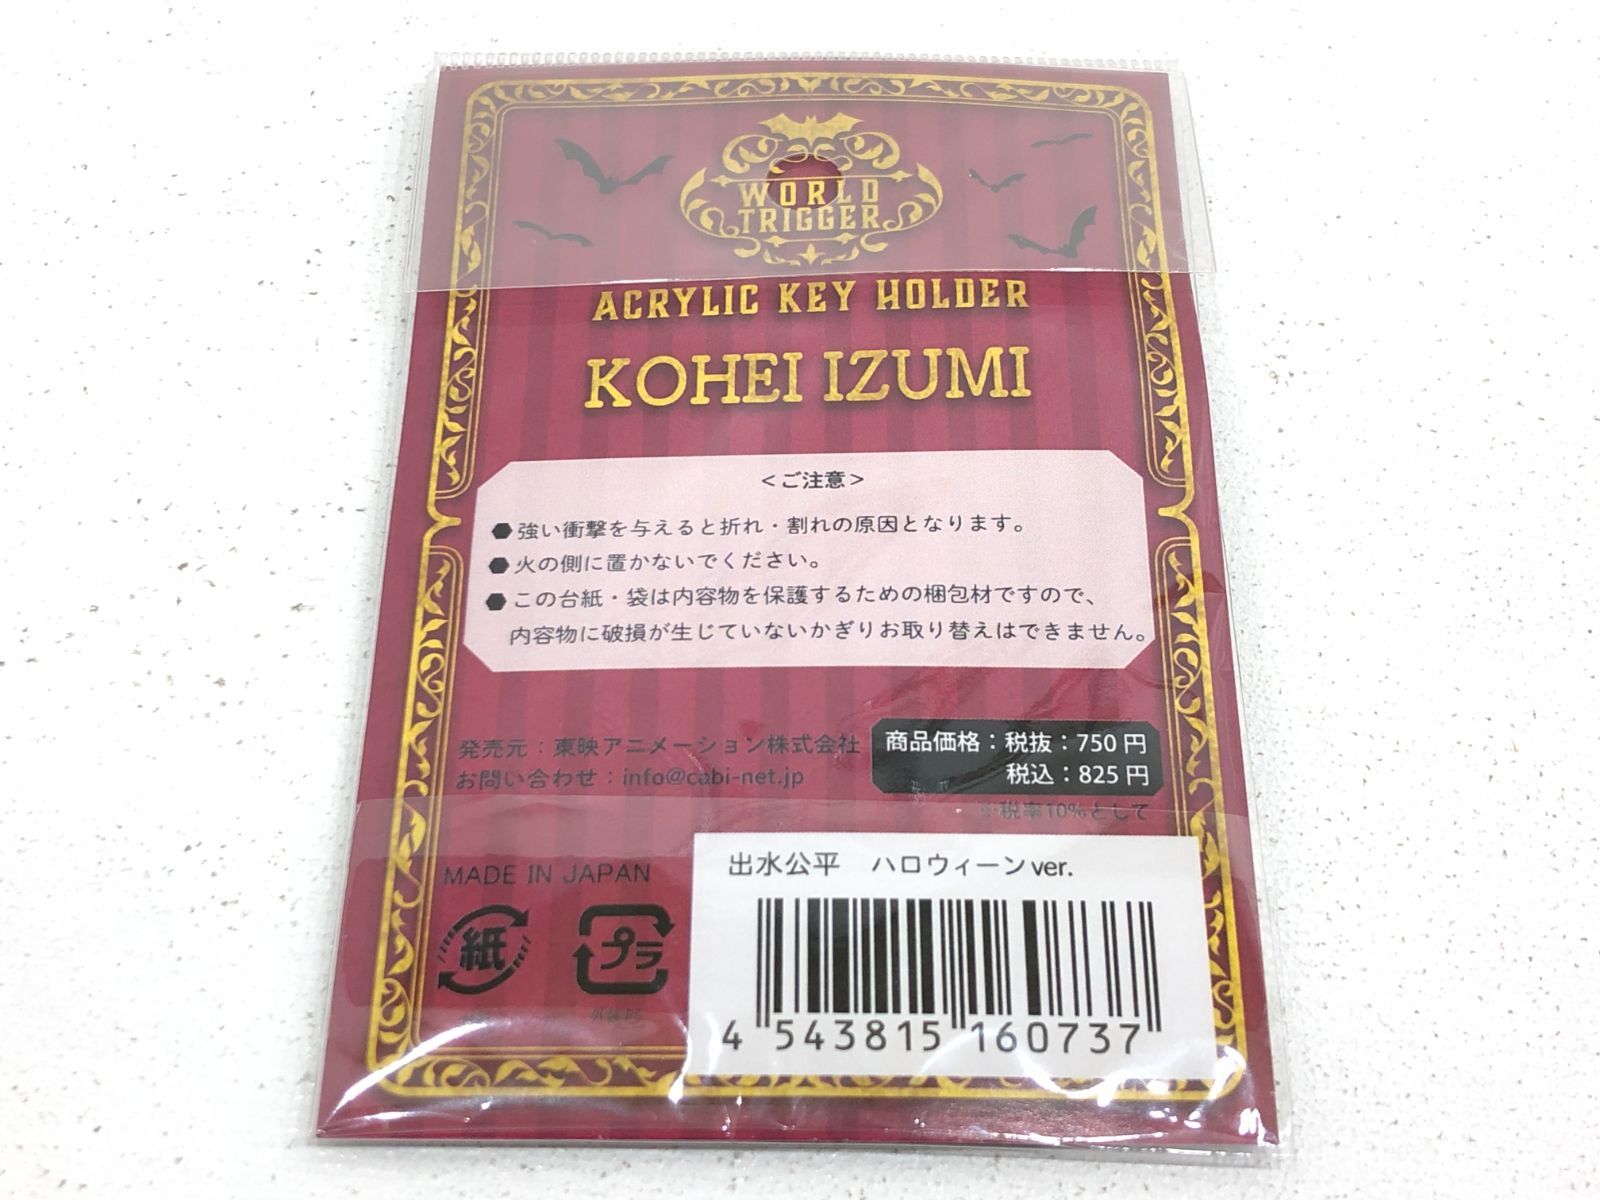 WORLD
TRIGGER
ACRYLIC KEY HOLDER
KOHEI IZUMI
<ご注意>
●強い衝撃を与えると折れ・割れの原因となります。
●火の側に置かないでください。
●この台紙・袋は内容物を保護するための梱包材ですので、
内容物に破損が生じていないかぎりお取り替えはできません。
発売元：東映アニメーション株式会社
お問い合わせ：info@cabi-net.jp
商品価格：税抜：750円
税込：825円
※税率10%として
MADE IN JAPAN
紙
プラ
出水公平　ハロウィーンver.
4 543815 160737